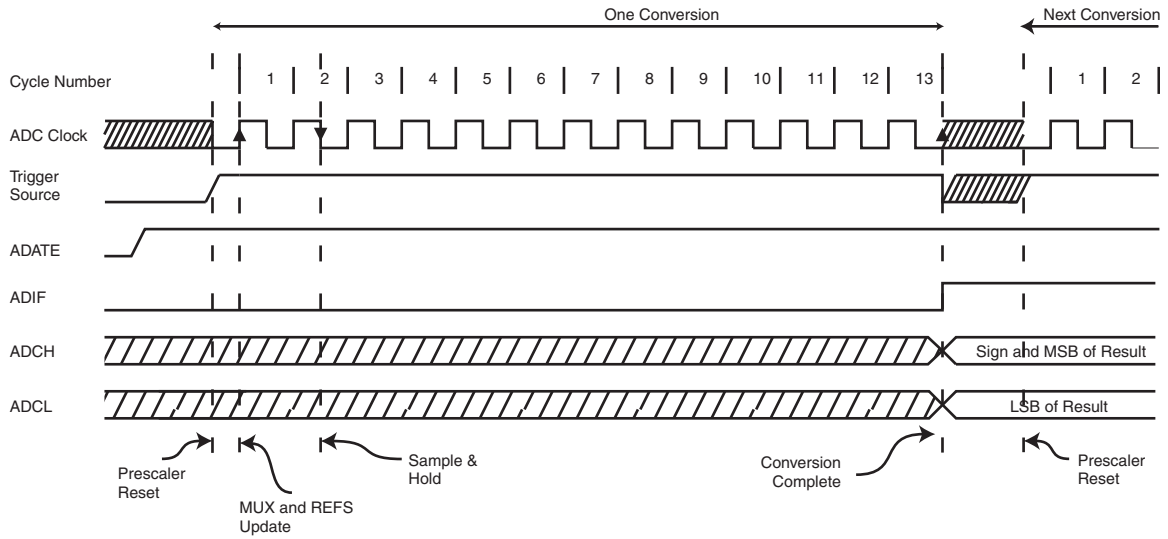 One Conversion
Next Conversion
Cycle Number
1 2 3 4 5 6 7 8 9 10 11 12 13 1 2
ADC Clock
Trigger
Source
ADATE
ADIF
ADCH
Sign and MSB of Result
ADCL
LSB of Result
Prescaler
Reset
MUX and REFS
Update
Sample &
Hold
Conversion
Complete
Prescaler
Reset